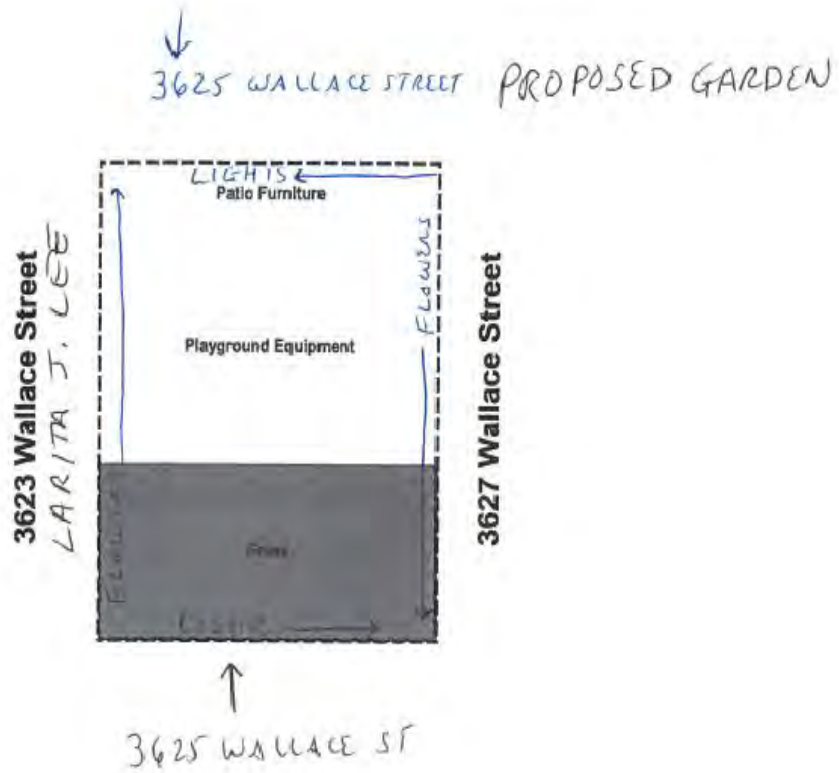 3625 WALLACE STREET PROPOSED GARDEN
LIGHTS
Patio Furniture
3623 Wallace Street
LARITA J. LEE
FLOWERS
Playground Equipment
3627 Wallace Street
3625 WALLACE ST